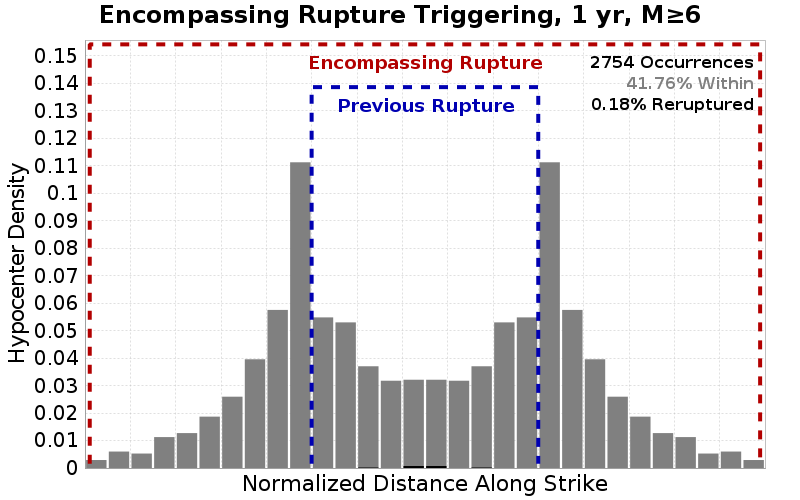 Encompassing Rupture Triggering, 1 yr, M≥6
Encompassing Rupture
2754 Occurrences
41.76% Within
Previous Rupture
0.18% Reruptured
Hypocenter Density
0.15
0.14
0.13
0.12
0.11
0.1
0.09
0.08
0.07
0.06
0.05
0.04
0.03
0.02
0.01
0
Normalized Distance Along Strike